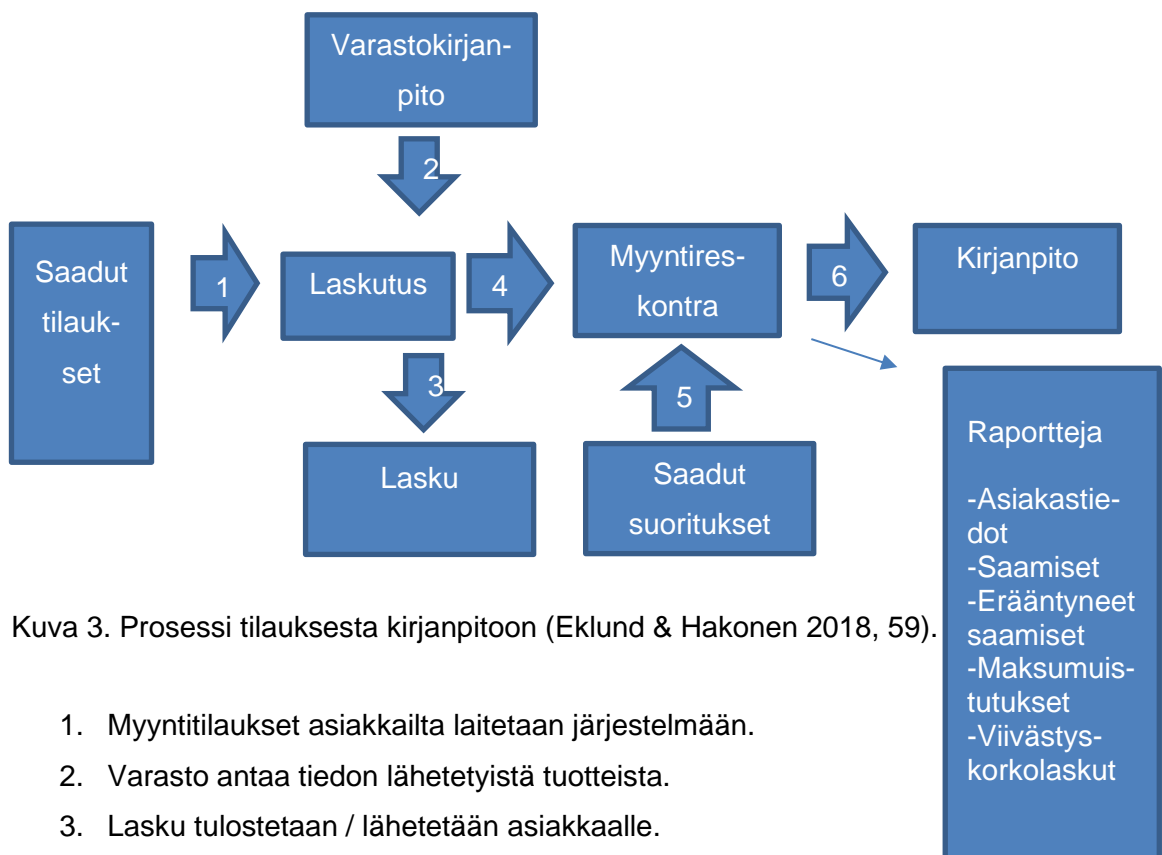 Varastokirjan-
pito
2
Saadut
tilauk-
set
1
Laskutus
4
Myyntires-
kontra
6
Kirjanpito
3
5
Lasku
Saadut
suoritukset
Raportteja
-Asiakastie-
dot
-Saamiset
-Erääntyneet
saamiset
-Maksumuis-
tutukset
-Viivästys-
korkolaskut
Kuva 3. Prosessi tilauksesta kirjanpitoon (Eklund & Hakonen 2018, 59).
1. Myyntitilaukset asiakkailta laitetaan järjestelmään.
2. Varasto antaa tiedon lähetetyistä tuotteista.
3. Lasku tulostetaan / lähetetään asiakkaalle.